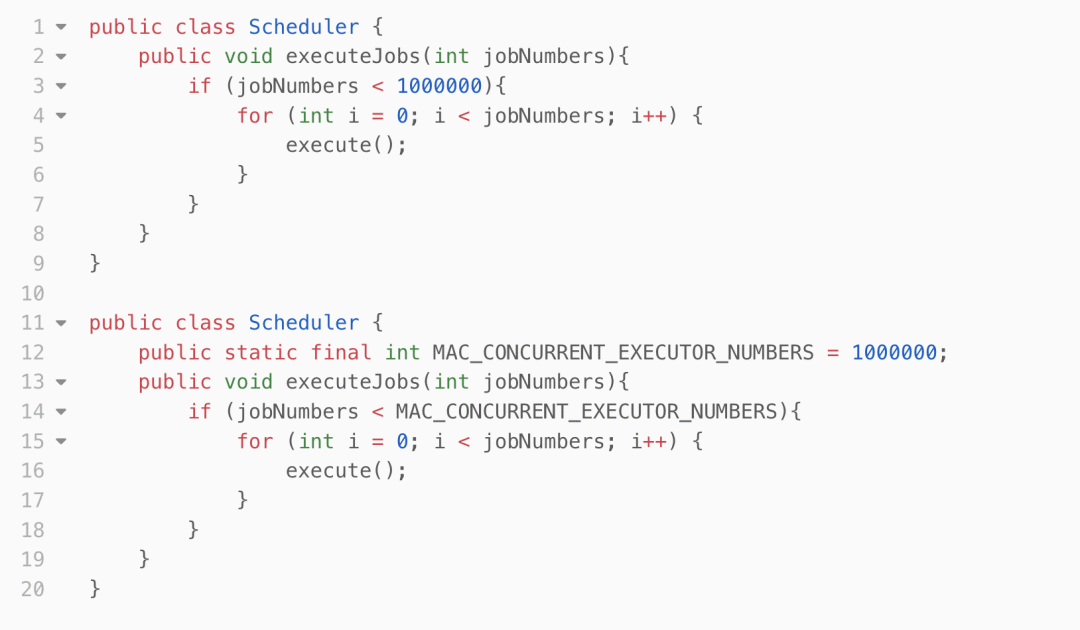 1 public class Scheduler {
2     public void executeJobs(int jobNumbers){
3         if (jobNumbers < 1000000){
4             for (int i = 0; i < jobNumbers; i++) {
5                 execute();
6             }
7         }
8     }
9 }
10
11 public class Scheduler {
12     public static final int MAC_CONCURRENT_EXECUTOR_NUMBERS = 1000000;
13     public void executeJobs(int jobNumbers){
14         if (jobNumbers < MAC_CONCURRENT_EXECUTOR_NUMBERS){
15             for (int i = 0; i < jobNumbers; i++) {
16                 execute();
17             }
18         }
19     }
20 }